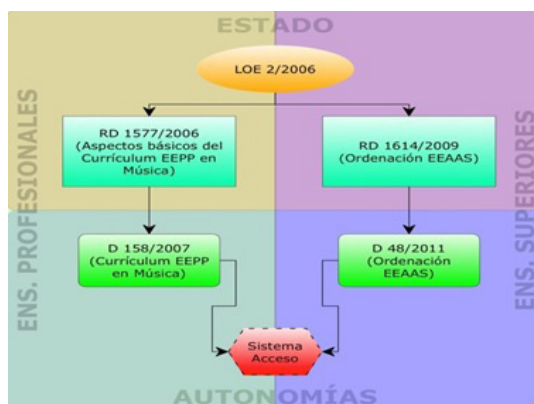 ESTADO
LOE 2/2006
ENS. PROFESIONALES
ENS. SUPERIORES
RD 1577/2006
(Aspectos básicos del
Currículum EEPP en
Música)
RD 1614/2009
(Ordenación EEAAS)
D 158/2007
(Currículum EEPP
en Música)
D 48/2011
(Ordenación
EEAAS)
Sistema
Acceso
AUTONOMÍAS